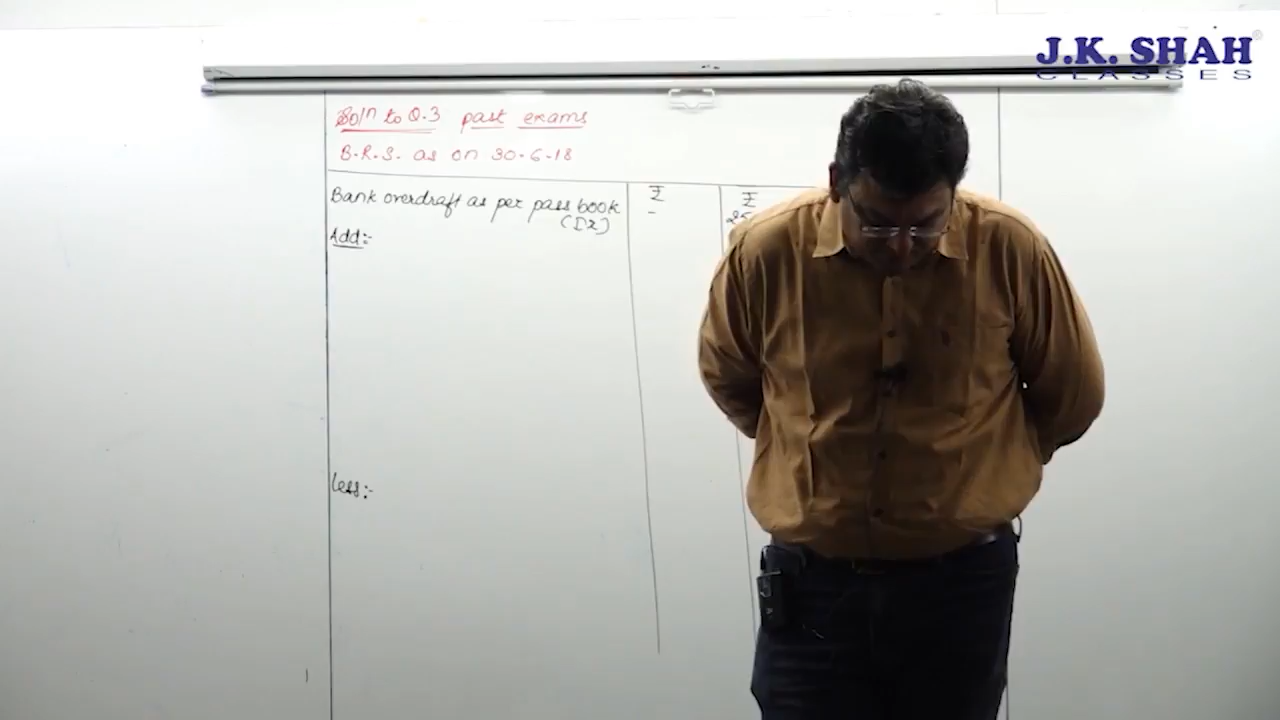 J.K. SHAH®
CLASSES
Soln to Q.3 past exams
B.R.S. as on 30-6-18
₹ ₹
Bank overdraft as per pass book - 25
(Dr)
Add:-
Less:-